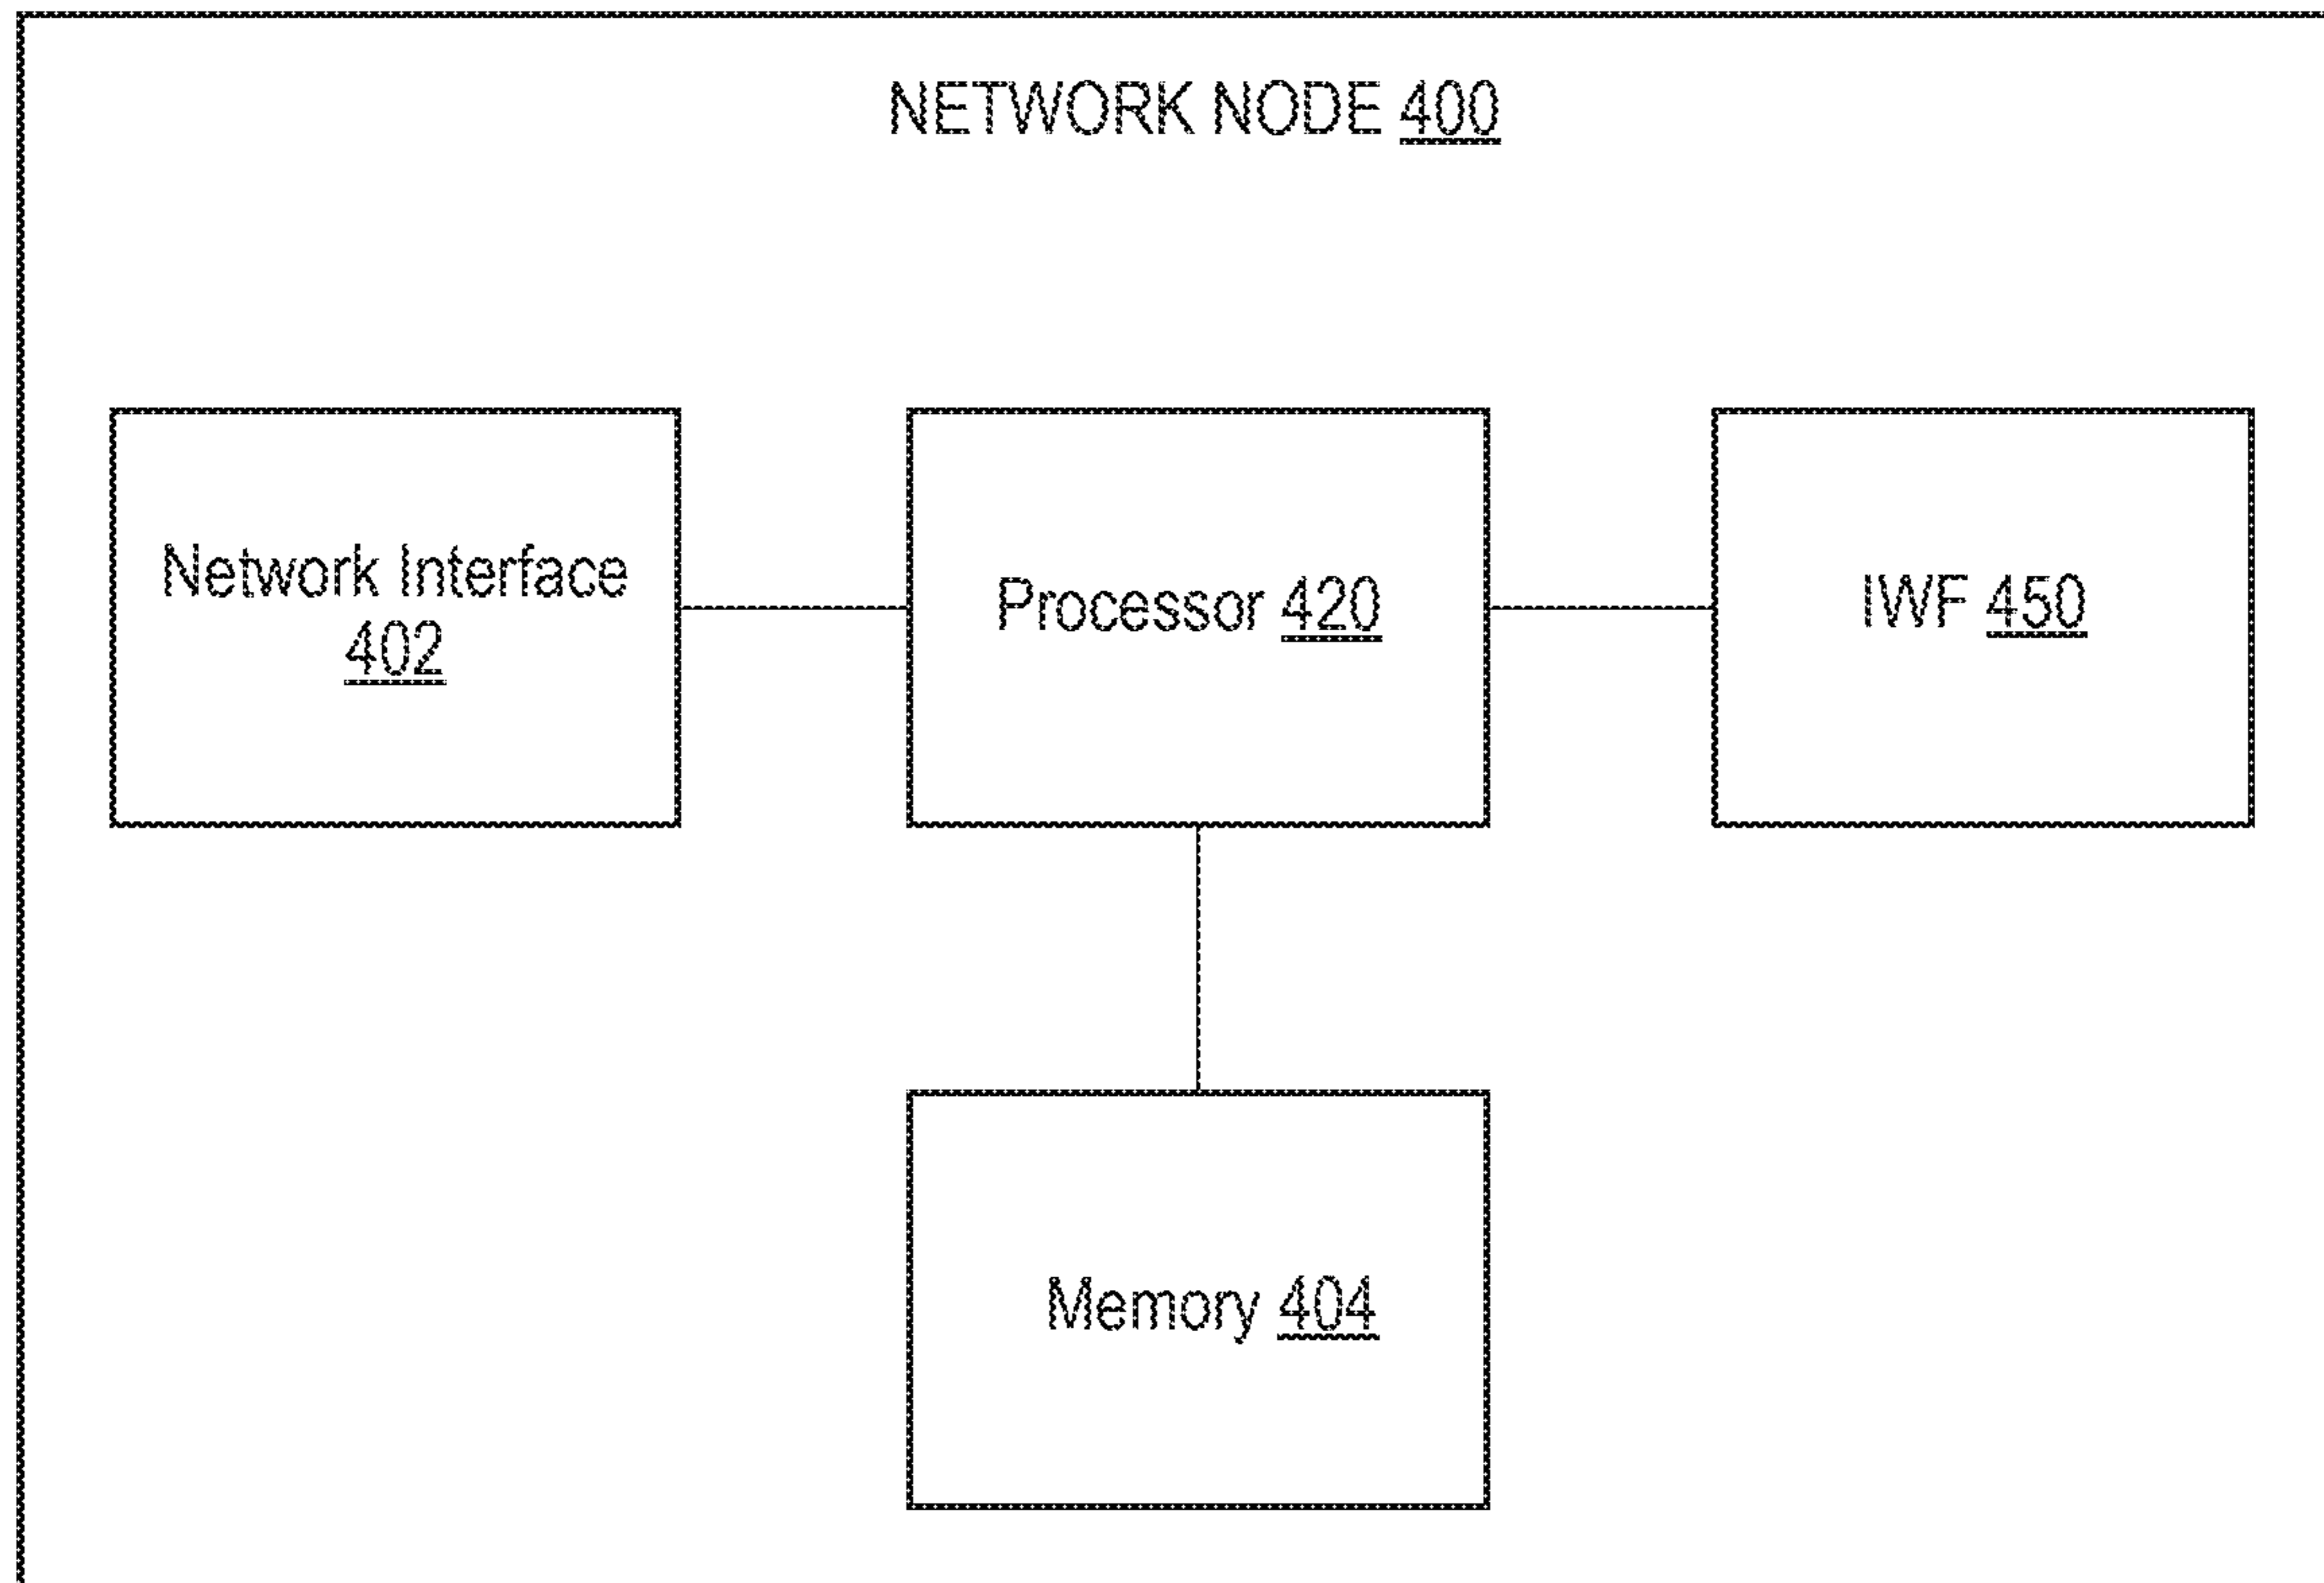 NETWORK NODE 400
Network Interface
402
Processor 420
IWF 450
Memory 404